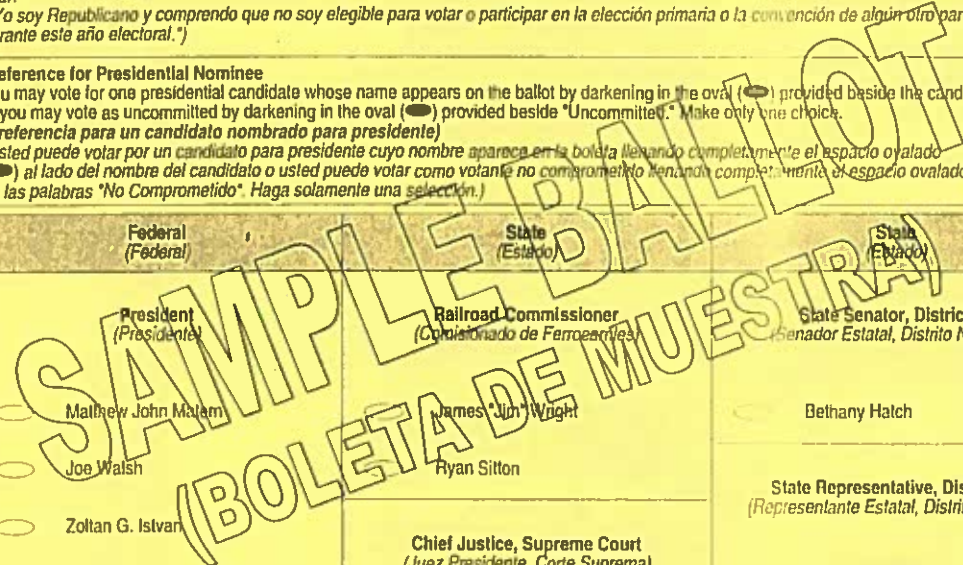 Yo soy Republicano y comprendo que no soy elegible para votar o participar en la elección primaria o la convención de algún otro par
rante este año electoral.")
eference for Presidential Nominee
u may vote for one presidential candidate whose name appears on the ballot by darkening in the oval () provided beside the cand
you may vote as uncommitted by darkening in the oval () provided beside "Uncommitted." Make only one choice.
referencia para un candidato nombrado para presidente)
sted puede votar por un candidato para presidente cuyo nombre aparece en la boleta llenando completamente el espacio ovalado
) al lado del nombre del candidato o usted puede votar como votante no comprometido llenando completamente el espacio ovalado
las palabras "No Comprometido". Haga solamente una selección.)
SAMPLE BALLOT
(BOLETA DE MUESTRA)
Federal
(Federal)
President
(Presidente)
Matthew John Matern
Joe Walsh
Zoltan G. Istvan
State
(Estado)
Railroad Commissioner
(Comisionado de Ferrocarriles)
James "Jim" Wright
Ryan Sitton
Chief Justice, Supreme Court
(Juez Presidente, Corte Suprema)
State
(Estado)
State Senator, Distric
(Senador Estatal, Distrito N
Bethany Hatch
State Representative, Dis
(Representante Estatal, Distri